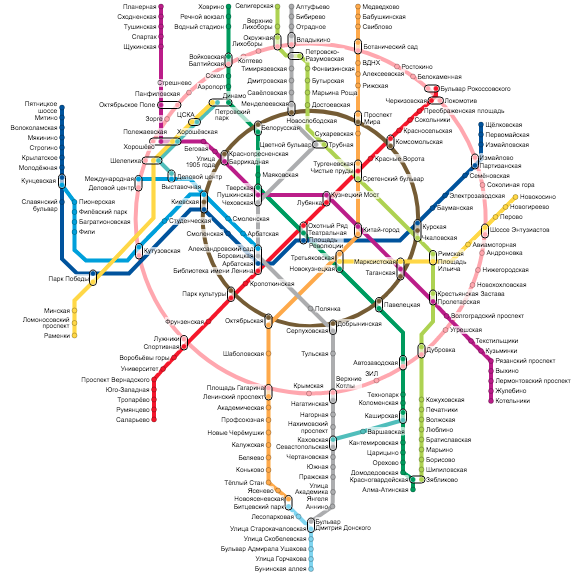 Планерная
Сходненская
Тушинская
Спартак
Щукинская
Ховрино
Речной вокзал
Водный стадион
Войковская
Балтийская
Сокол
Аэропорт
Динамо
Петровский
парк
Коптево
Селигерская
Верхние
Лихоборы
Окружная
Лихоборы
Алтуфьево
Бибирево
Отрадное
Владыкино
Петровско-
Разумовская
Тимирязевская
Фонвизинская
Дмитровская
Бутырская
Савёловская
Марьина Роща
Менделеевская
Достоевская
Новослободская
Медведково
Бабушкинская
Свиблово
Ботанический сад
ВДНХ
Алексеевская
Рижская
Проспект
Мира
Ростокино
Белокаменная
Бульвар Рокоссовского
Черкизовская
Локомотив
Преображенская площадь
Сокольники
Красносельская
Комсомольская
Красные Ворота
Стрешнево
Панфиловская
Октябрьское Поле
Зорге
ЦСКА
Полежаевская
Хорошёвская
Хорошёво
Беговая
Шелепиха
Улица
1905 года
Международная
Деловой центр
Деловой центр
Выставочная
Пятницкое
шоссе
Митино
Волоколамская
Мякинино
Строгино
Крылатское
Молодёжная
Кунцевская
Славянский
бульвар
Пионерская
Филёвский парк
Багратионовская
Фили
Кутузовская
Парк Победы
Минская
Ломоносовский
проспект
Раменки
Белорусская
Краснопресненская
Баррикадная
Маяковская
Тверская
Пушкинская
Чеховская
Цветной бульвар
Трубная
Сухаревская
Тургеневская
Чистые пруды
Сретенский бульвар
Кузнецкий Мост
Лубянка
Китай-город
Охотный Ряд
Театральная
Площадь
Революции
Киевская
Студенческая
Смоленская
Смоленская
Арбатская
Александровский сад
Боровицкая
Арбатская
Библиотека имени Ленина
Кропоткинская
Третьяковская
Новокузнецкая
Марксистская
Таганская
Курская
Чкаловская
Римская
Площадь
Ильича
Щёлковская
Первомайская
Измайловская
Измайлово
Партизанская
Семёновская
Соколиная гора
Электрозаводская
Бауманская
Новокосино
Новогиреево
Перово
Шоссе Энтузиастов
Авиамоторная
Андроновка
Нижегородская
Новохохловская
Крестьянская Застава
Пролетарская
Волгоградский проспект
Угрешская
Текстильщики
Кузьминки
Рязанский проспект
Выхино
Лермонтовский проспект
Жулебино
Котельники
Парк культуры
Фрунзенская
Лужники
Спортивная
Воробьёвы горы
Университет
Проспект Вернадского
Юго-Западная
Тропарёво
Румянцево
Саларьево
Октябрьская
Шаболовская
Площадь Гагарина
Ленинский проспект
Академическая
Профсоюзная
Новые Черёмушки
Калужская
Беляево
Коньково
Тёплый Стан
Ясенево
Новоясеневская
Битцевский парк
Лесопарковая
Улица Старокачаловская
Улица Скобелевская
Бульвар Адмирала Ушакова
Улица Горчакова
Бунинская аллея
Полянка
Добрынинская
Серпуховская
Тульская
Крымская
Верхние
Котлы
Нагатинская
Нагорная
Нахимовский
проспект
Каховская
Севастопольская
Чертановская
Южная
Пражская
Улица
Академика
Янгеля
Аннино
Бульвар
Дмитрия Донского
Павелецкая
ЗИЛ
Автозаводская
Технопарк
Коломенская
Каширская
Варшавская
Кантемировская
Царицыно
Орехово
Домодедовская
Красногвардейская
Алма-Атинская
Дубровка
Кожуховская
Печатники
Волжская
Люблино
Братиславская
Марьино
Борисово
Шипиловская
Зябликово